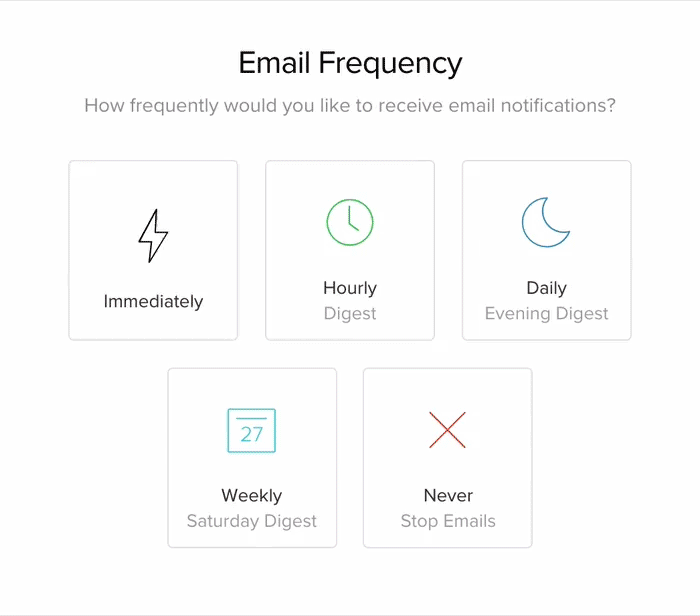 Email Frequency
How frequently would you like to receive email notifications?
Immediately
Hourly
Digest
Daily
Evening Digest
27
Weekly
Saturday Digest
Never
Stop Emails